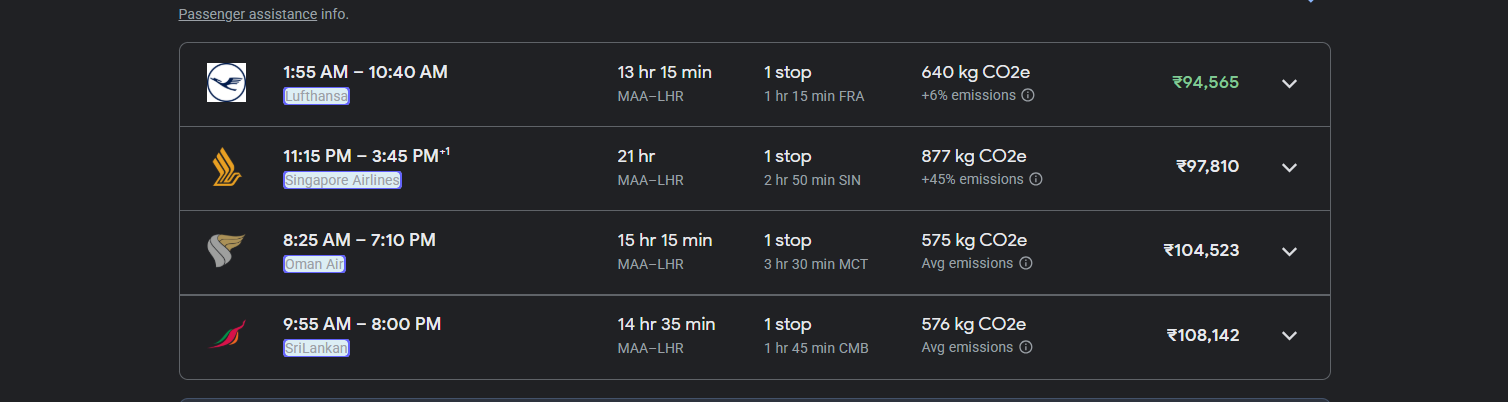 Passenger assistance info.
1:55 AM – 10:40 AM 13 hr 15 min 1 stop 640 kg CO2e ₹94,565
Lufthansa MAA–LHR 1 hr 15 min FRA +6% emissions
11:15 PM – 3:45 PM+1 21 hr 1 stop 877 kg CO2e ₹97,810
Singapore Airlines MAA–LHR 2 hr 50 min SIN +45% emissions
8:25 AM – 7:10 PM 15 hr 15 min 1 stop 575 kg CO2e ₹104,523
Oman Air MAA–LHR 3 hr 30 min MCT Avg emissions
9:55 AM – 8:00 PM 14 hr 35 min 1 stop 576 kg CO2e ₹108,142
SriLankan MAA–LHR 1 hr 45 min CMB Avg emissions